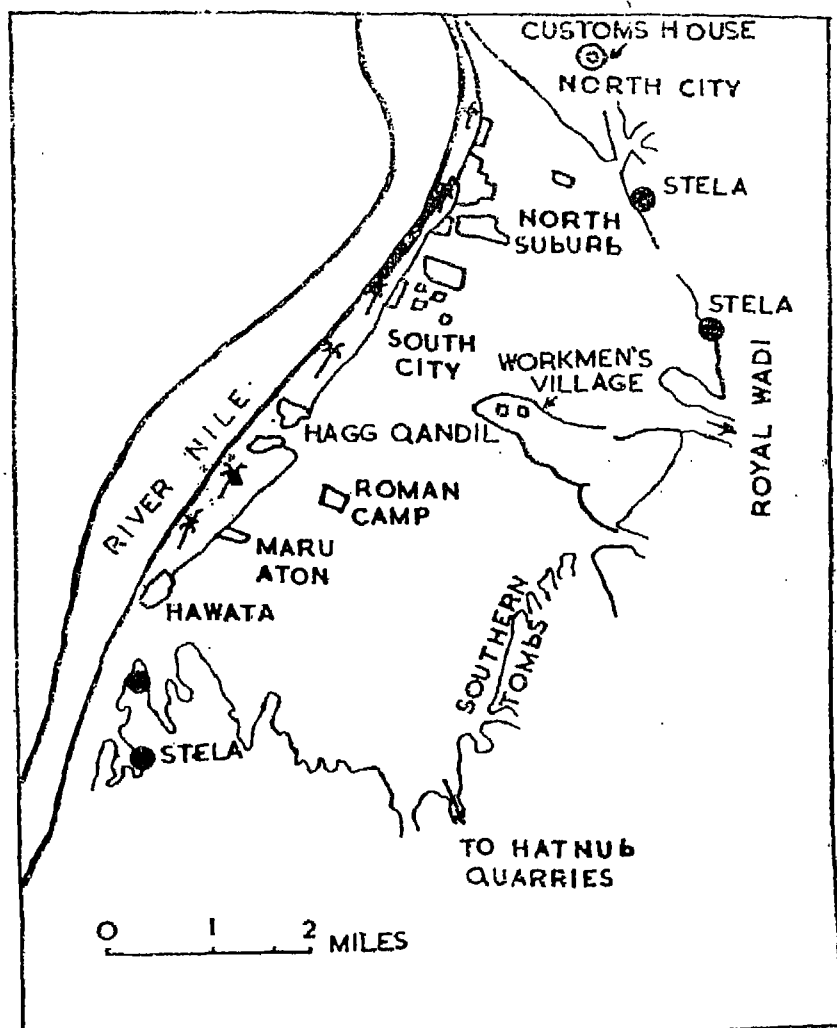 CUSTOMS HOUSE
NORTH CITY
STELA
NORTH
SUBURB
STELA
SOUTH
CITY
WORKMEN'S
VILLAGE
ROYAL WADI
RIVER NILE
HAGG QANDIL
ROMAN
CAMP
MARU
ATON
HAWATA
SOUTHERN
TOMBS
STELA
TO HATNUB
QUARRIES
0 1 2 MILES